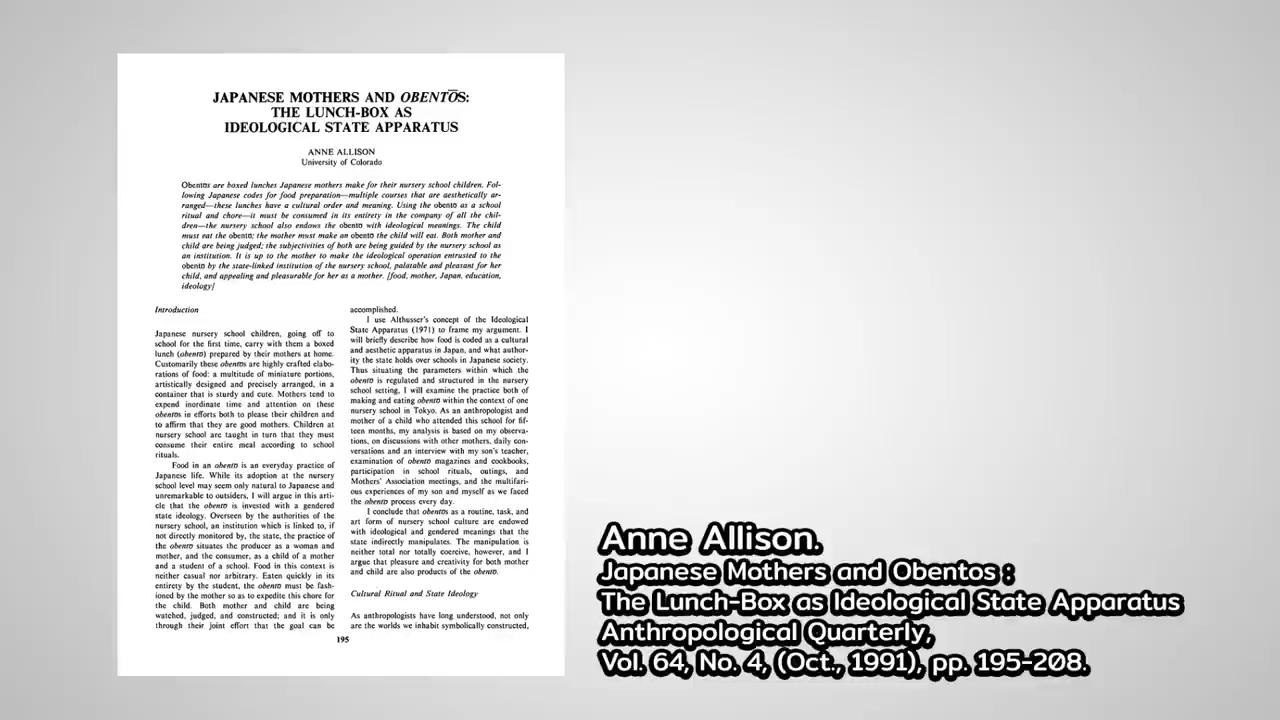 JAPANESE MOTHERS AND OBENTŌS:
THE LUNCH-BOX AS
IDEOLOGICAL STATE APPARATUS
ANNE ALLISON
University of Colorado
Obentōs are boxed lunches Japanese mothers make for their nursery school children. Fol-
lowing Japanese codes for food preparation—multiple courses that are aesthetically ar-
ranged—these lunches have a cultural order and meaning. Using the obentō as a school
ritual and chore—it must be consumed in its entirety in the company of all the chil-
dren—the nursery school also endows the obentō with ideological meanings. The child
must eat the obentō; the mother must make an obentō the child will eat. Both mother and
child are being judged; the subjectivities of both are being guided by the nursery school as
an institution. It is up to the mother to make the ideological operation entrusted to the
obentō by the state-linked institution of the nursery school, palatable and pleasant for her
child, and appealing and pleasurable for her as a mother. [food, mother, Japan, education,
ideology]
Introduction
Japanese nursery school children, going off to
school for the first time, carry with them a boxed
lunch (obentō) prepared by their mothers at home.
Customarily these obentōs are highly crafted elabo-
rations of food: a multitude of miniature portions,
artistically designed and precisely arranged, in a
container that is sturdy and cute. Mothers tend to
expend inordinate time and attention on these
obentōs in efforts both to please their children and
to affirm that they are good mothers. Children at
nursery school are taught in turn that they must
consume their entire meal according to school
rituals.
Food in an obentō is an everyday practice of
Japanese life. While its adoption at the nursery
school level may seem only natural to Japanese and
unremarkable to outsiders, I will argue in this arti-
cle that the obentō is invested with a gendered
state ideology. Overseen by the authorities of the
nursery school, an institution which is linked to, if
not directly monitored by, the state, the practice of
the obentō situates the producer as a woman and
mother, and the consumer, as a child of a mother
and a student of a school. Food in this context is
neither casual nor arbitrary. Eaten quickly in its
entirety by the student, the obentō must be fash-
ioned by the mother so as to expedite this chore for
the child. Both mother and child are being
watched, judged, and constructed; and it is only
through their joint effort that the goal can be
accomplished.
I use Althusser's concept of the Ideological
State Apparatus (1971) to frame my argument. I
will briefly describe how food is coded as a cultural
and aesthetic apparatus in Japan, and what author-
ity the state holds over schools in Japanese society.
Thus situating the parameters within which the
obentō is regulated and structured in the nursery
school setting, I will examine the practice both of
making and eating obentō within the context of one
nursery school in Tokyo. As an anthropologist and
mother of a child who attended this school for fif-
teen months, my analysis is based on my observa-
tions, on discussions with other mothers, daily con-
versations and an interview with my son's teacher,
examination of obentō magazines and cookbooks,
participation in school rituals, outings, and
Mothers' Association meetings, and the multifari-
ous experiences of my son and myself as we faced
the obentō process every day.
I conclude that obentōs as a routine, task, and
art form of nursery school culture are endowed
with ideological and gendered meanings that the
state indirectly manipulates. The manipulation is
neither total nor totally coercive, however, and I
argue that pleasure and creativity for both mother
and child are also products of the obentō.
Cultural Ritual and State Ideology
As anthropologists have long understood, not only
are the worlds we inhabit symbolically constructed,
195
Anne Allison.
Japanese Mothers and Obentos :
The Lunch-Box as Ideological State Apparatus
Anthropological Quarterly,
Vol. 64, No. 4, (Oct., 1991), pp. 195-208.